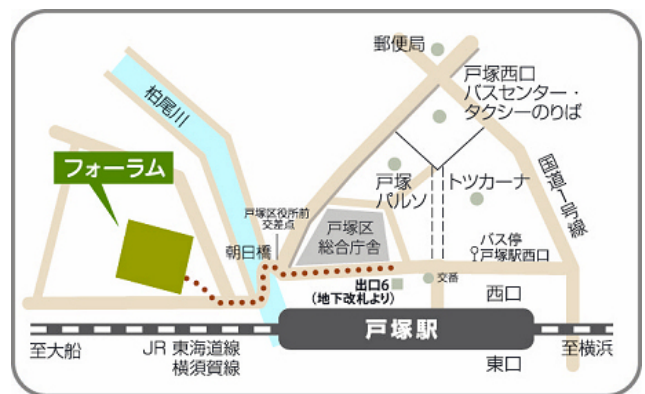 郵便局
戸塚西口
バスセンター・
タクシーのりば
柏尾川
フォーラム
戸塚
パルソ
トツカーナ
国道1号線
戸塚区役所前
交差点
戸塚区
総合庁舎
朝日橋
バス停
戸塚駅西口
出口6
(地下改札より)
交番
西口
戸塚駅
至大船
JR 東海道線
横須賀線
至横浜
東口